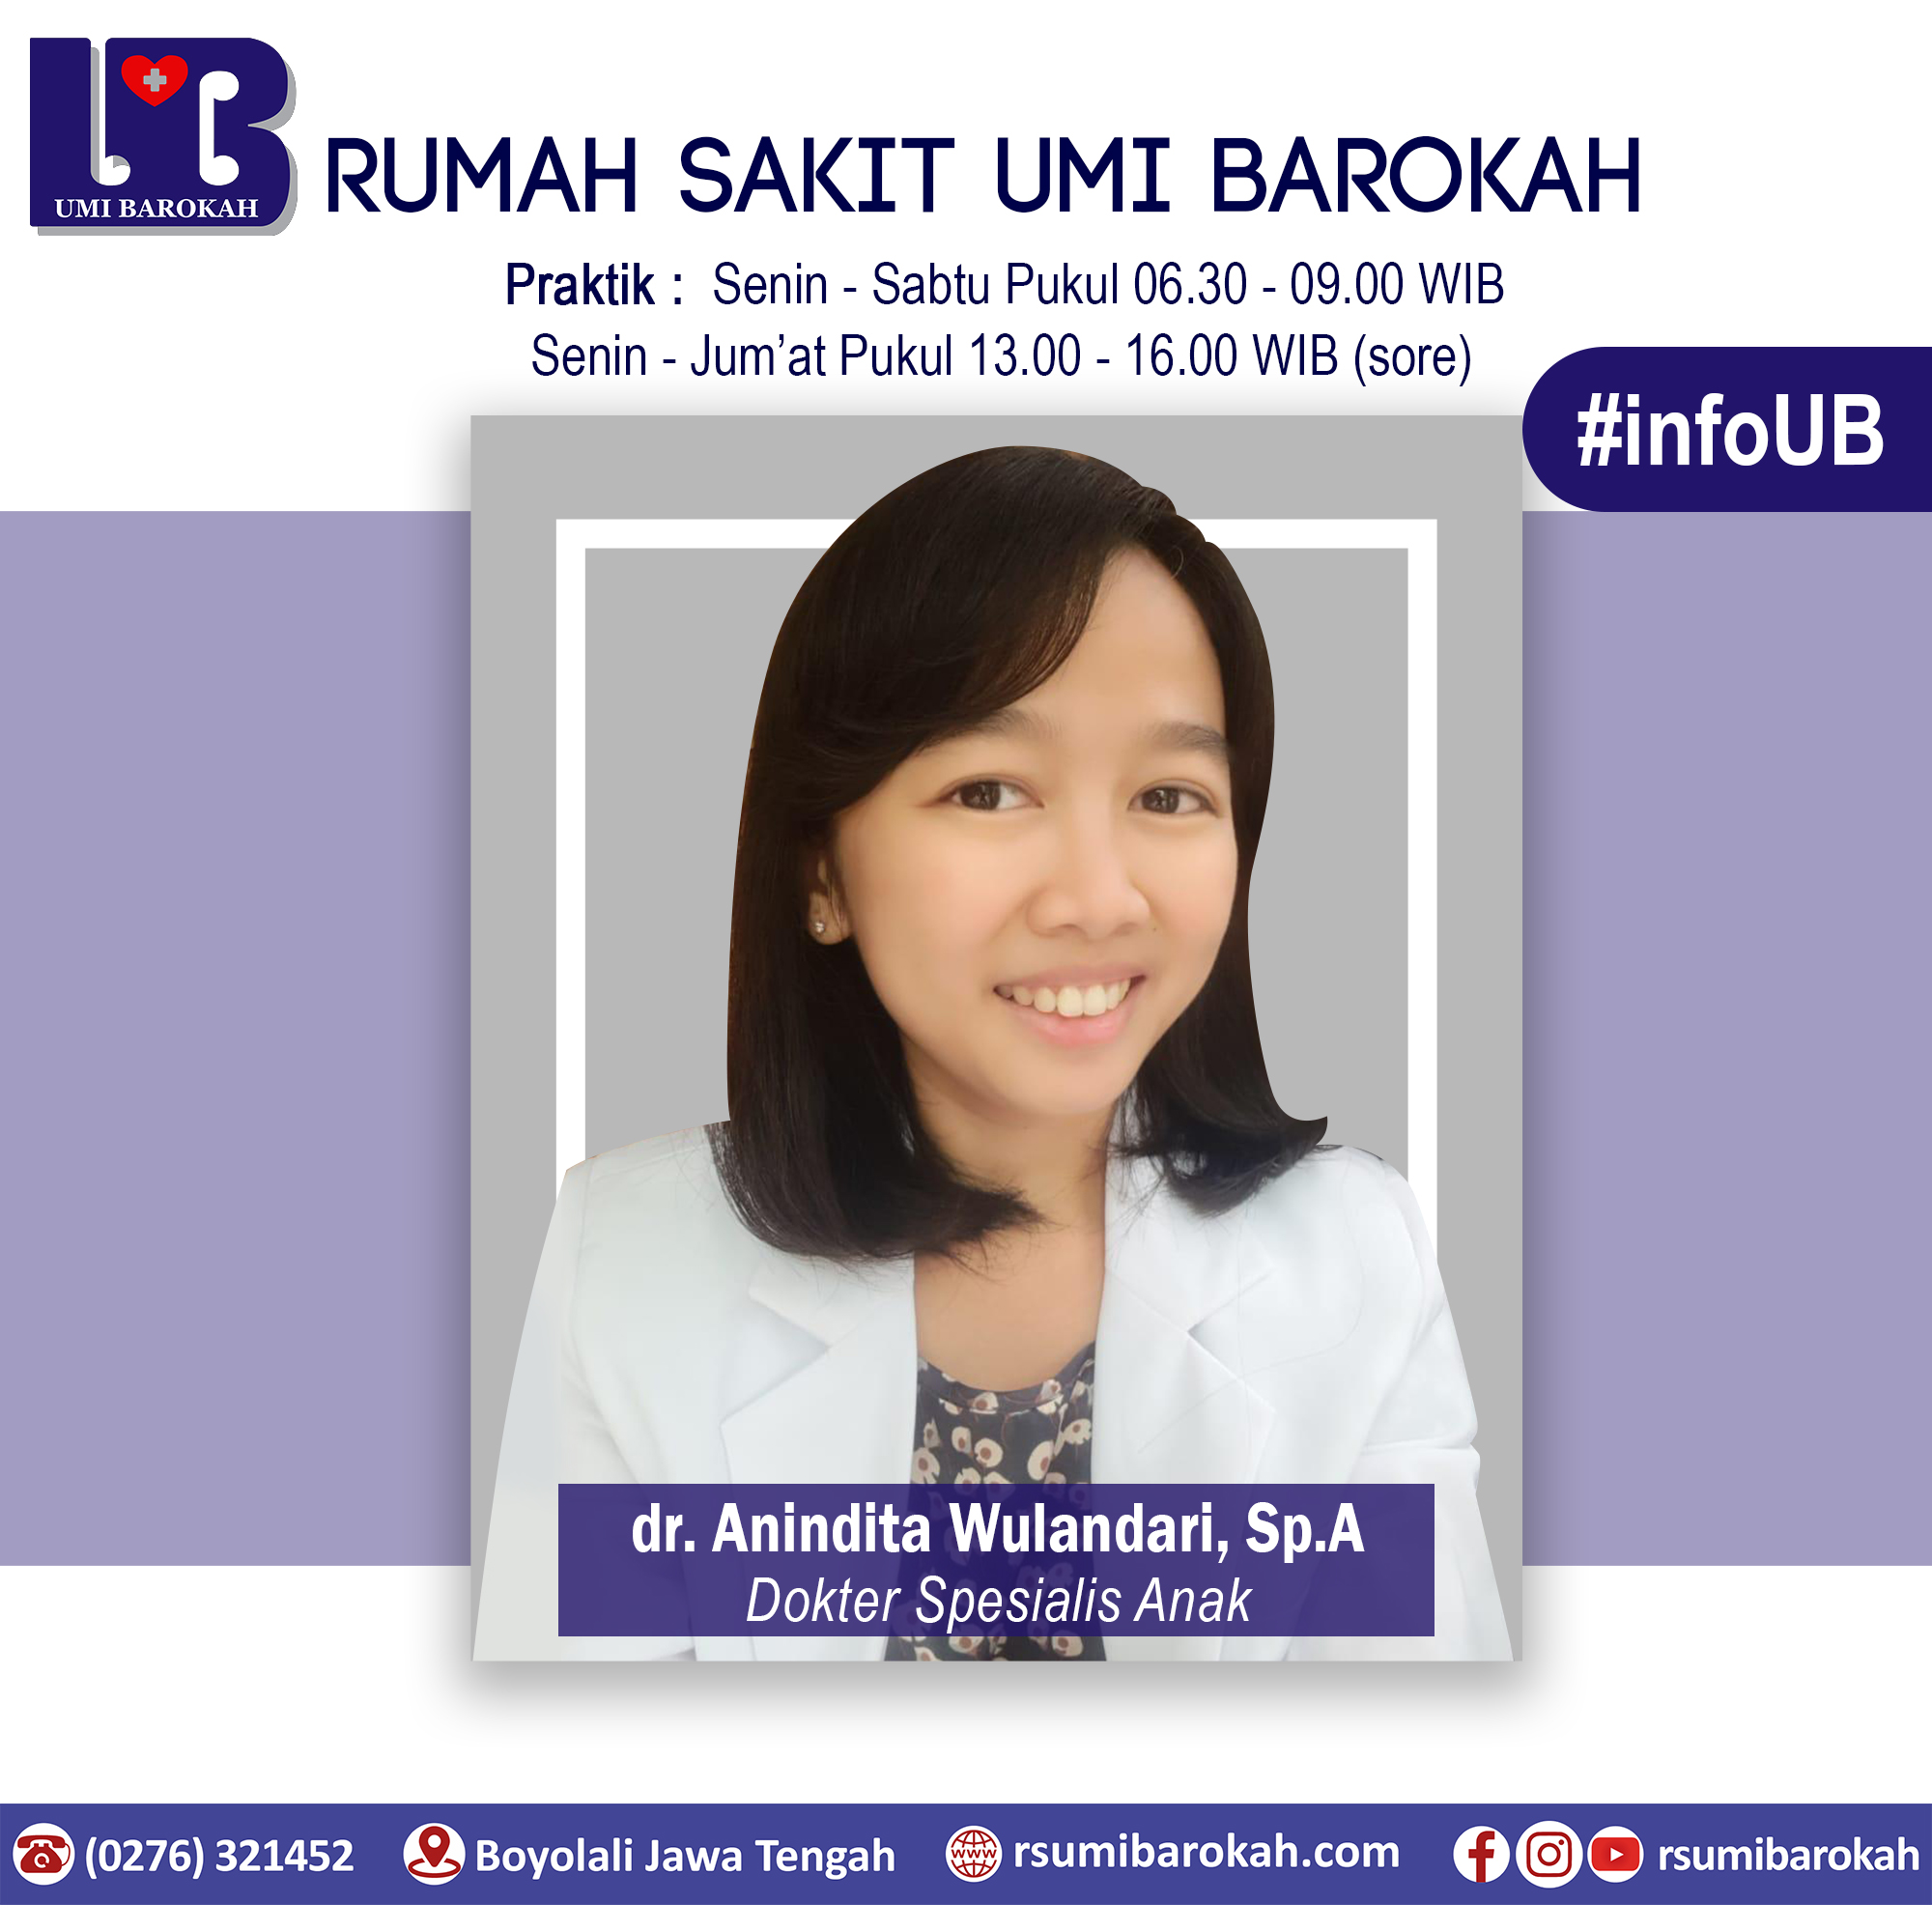 UMI BAROKAH
RUMAH SAKIT UMI BAROKAH
Praktik : Senin - Sabtu Pukul 06.30 - 09.00 WIB
Senin - Jum’at Pukul 13.00 - 16.00 WIB (sore)
#infoUB
dr. Anindita Wulandari, Sp.A
Dokter Spesialis Anak
(0276) 321452
Boyolali Jawa Tengah
www
rsumibarokah.com
rsumibarokah